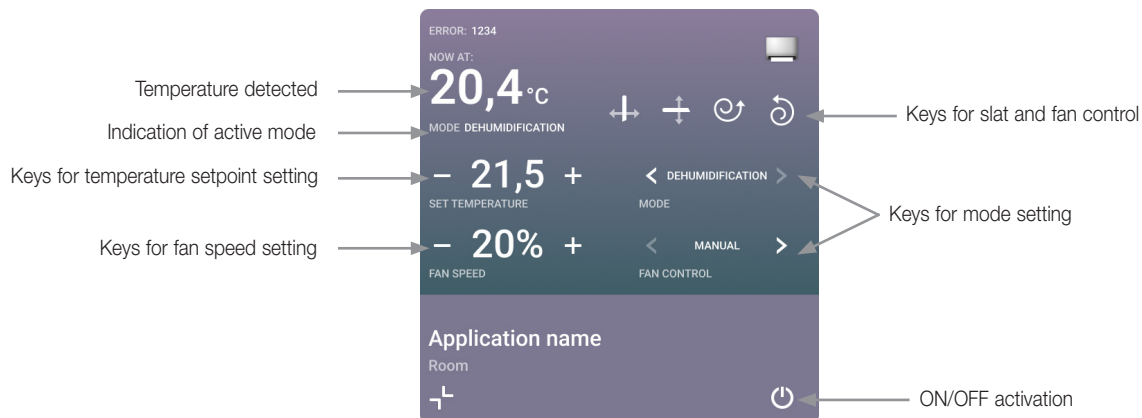 ERROR: 1234
NOW AT:
20,4 °C
Temperature detected
Keys for slat and fan control
Indication of active mode
MODE DEHUMIDIFICATION
Keys for temperature setpoint setting
− 21,5 +
< DEHUMIDIFICATION >
SET TEMPERATURE
MODE
Keys for mode setting
Keys for fan speed setting
− 20% +
< MANUAL >
FAN SPEED
FAN CONTROL
Application name
Room
ON/OFF activation